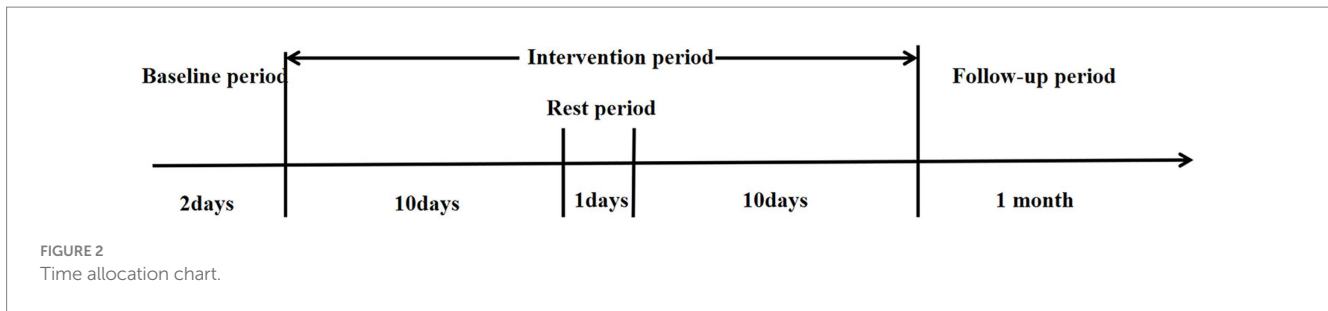 Intervention period
Baseline period
Follow-up period
Rest period
2days
10days
1days
10days
1 month
FIGURE 2
Time allocation chart.